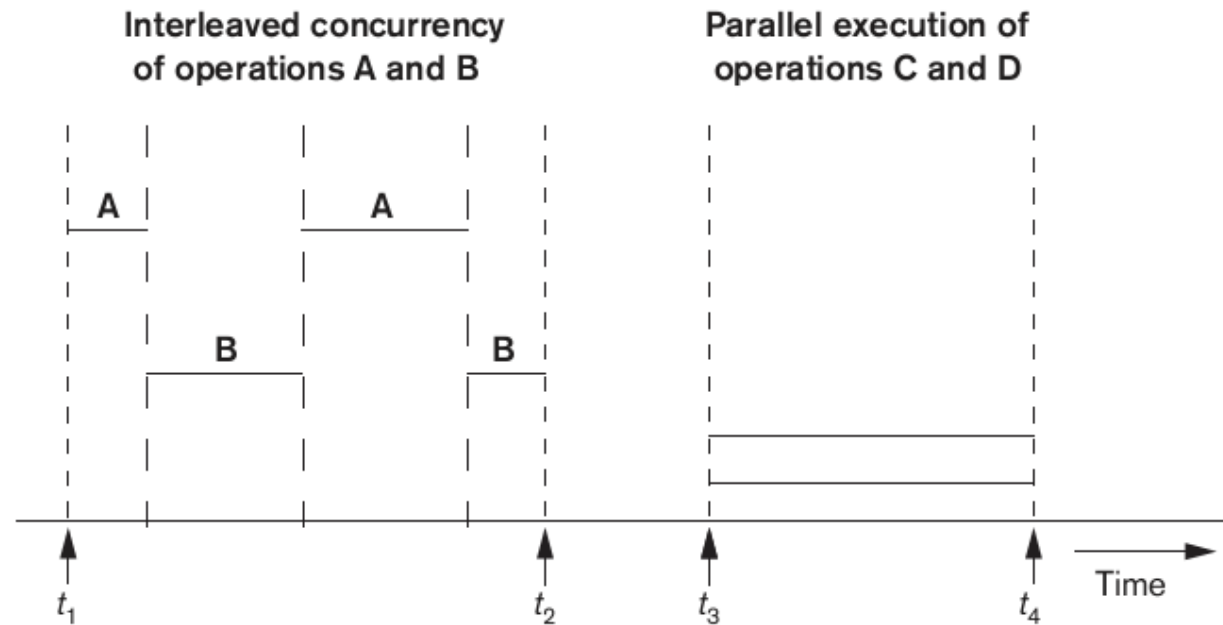 Interleaved concurrency
of operations A and B
Parallel execution of
operations C and D
A
A
B
B
t1
t2
t3
t4
Time